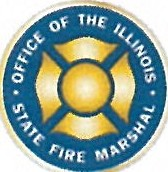 OFFICE OF THE ILLINOIS
STATE FIRE MARSHAL